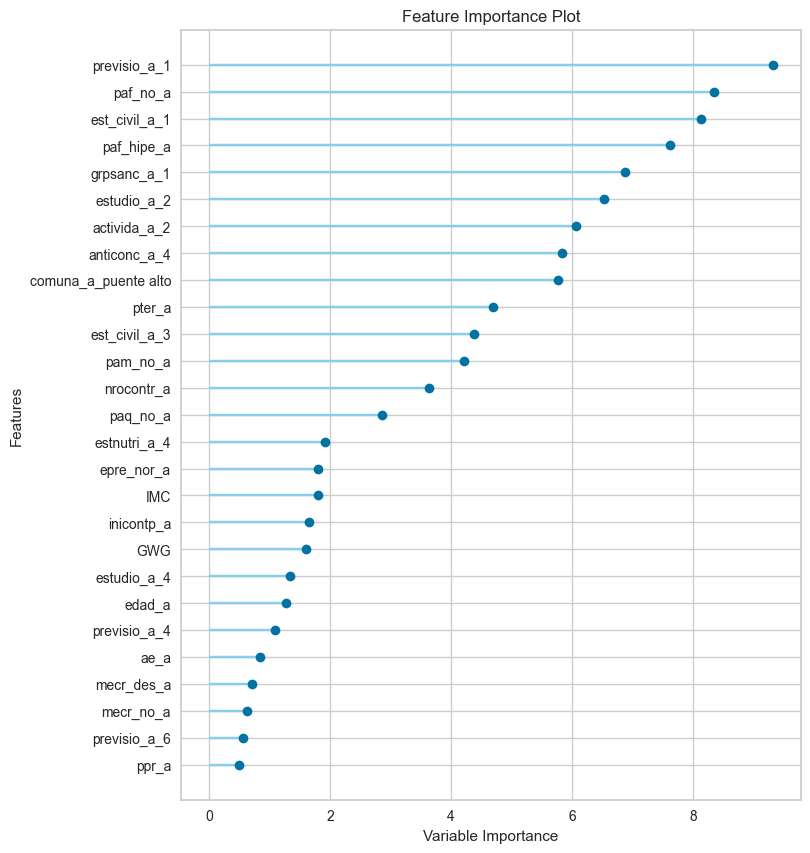 Feature Importance Plot
previsio_a_1
paf_no_a
est_civil_a_1
paf_hipe_a
grpsanc_a_1
estudio_a_2
activida_a_2
anticonc_a_4
comuna_a_puente alto
pter_a
est_civil_a_3
pam_no_a
nrocontr_a
paq_no_a
estnutri_a_4
epre_nor_a
IMC
inicontp_a
GWG
estudio_a_4
edad_a
previsio_a_4
ae_a
mecr_des_a
mecr_no_a
previsio_a_6
ppr_a
Features
0 2 4 6 8
Variable Importance